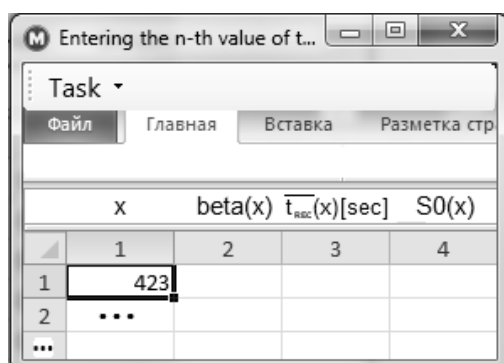 Entering the n-th value of t...
Task
Файл Главная Вставка Разметка стр
x beta(x) t_вес(x)[sec] S0(x)
1 2 3 4
1 423
2 ...
...